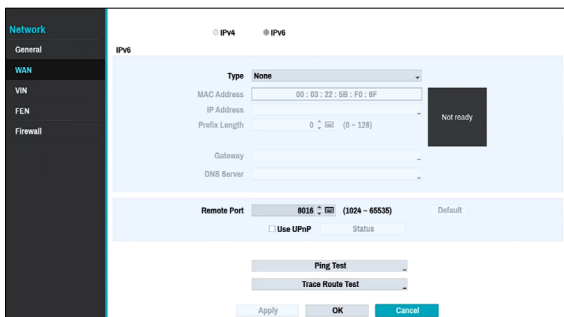 Network
IPv4 IPv6
General
IPv6
WAN
VIN
FEN
Firewall
Type None
MAC Address 00 : 03 : 22 : 5B : F0 : 8F
IP Address
Prefix Length 0 (0 ~ 128)
Not ready
Gateway
DNS Server
Remote Port 8016 (1024 ~ 65535) Default
Use UPnP Status
Ping Test
Trace Route Test
Apply OK Cancel